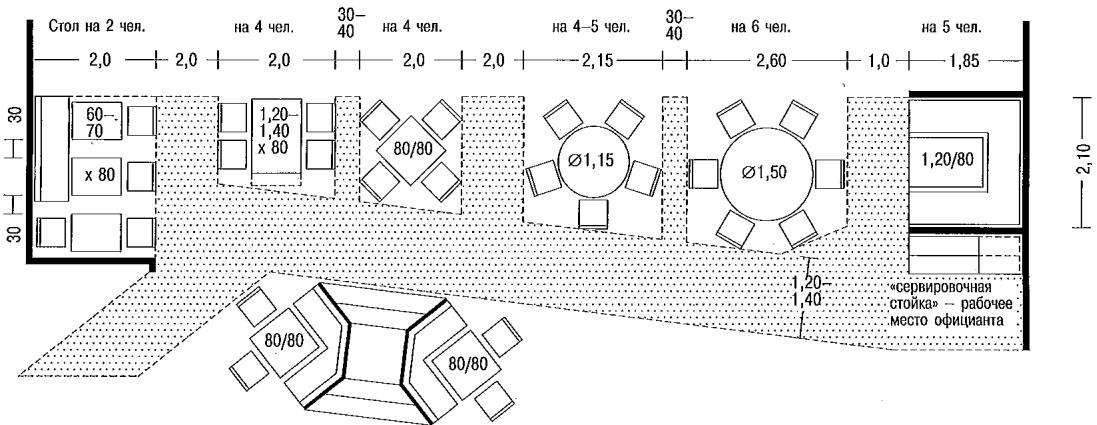 Стол на 2 чел.
на 4 чел.
30–
40
на 4 чел.
на 4–5 чел.
30–
40
на 6 чел.
на 5 чел.
2,0
2,0
2,0
2,0
2,0
2,15
2,60
1,0
1,85
30
60–
70
1,20–
1,40
x 80
80/80
Ø1,15
Ø1,50
1,20/80
2,10
x 80
30
1,20–
1,40
«сервировочная
стойка» – рабочее
место официанта
80/80
80/80